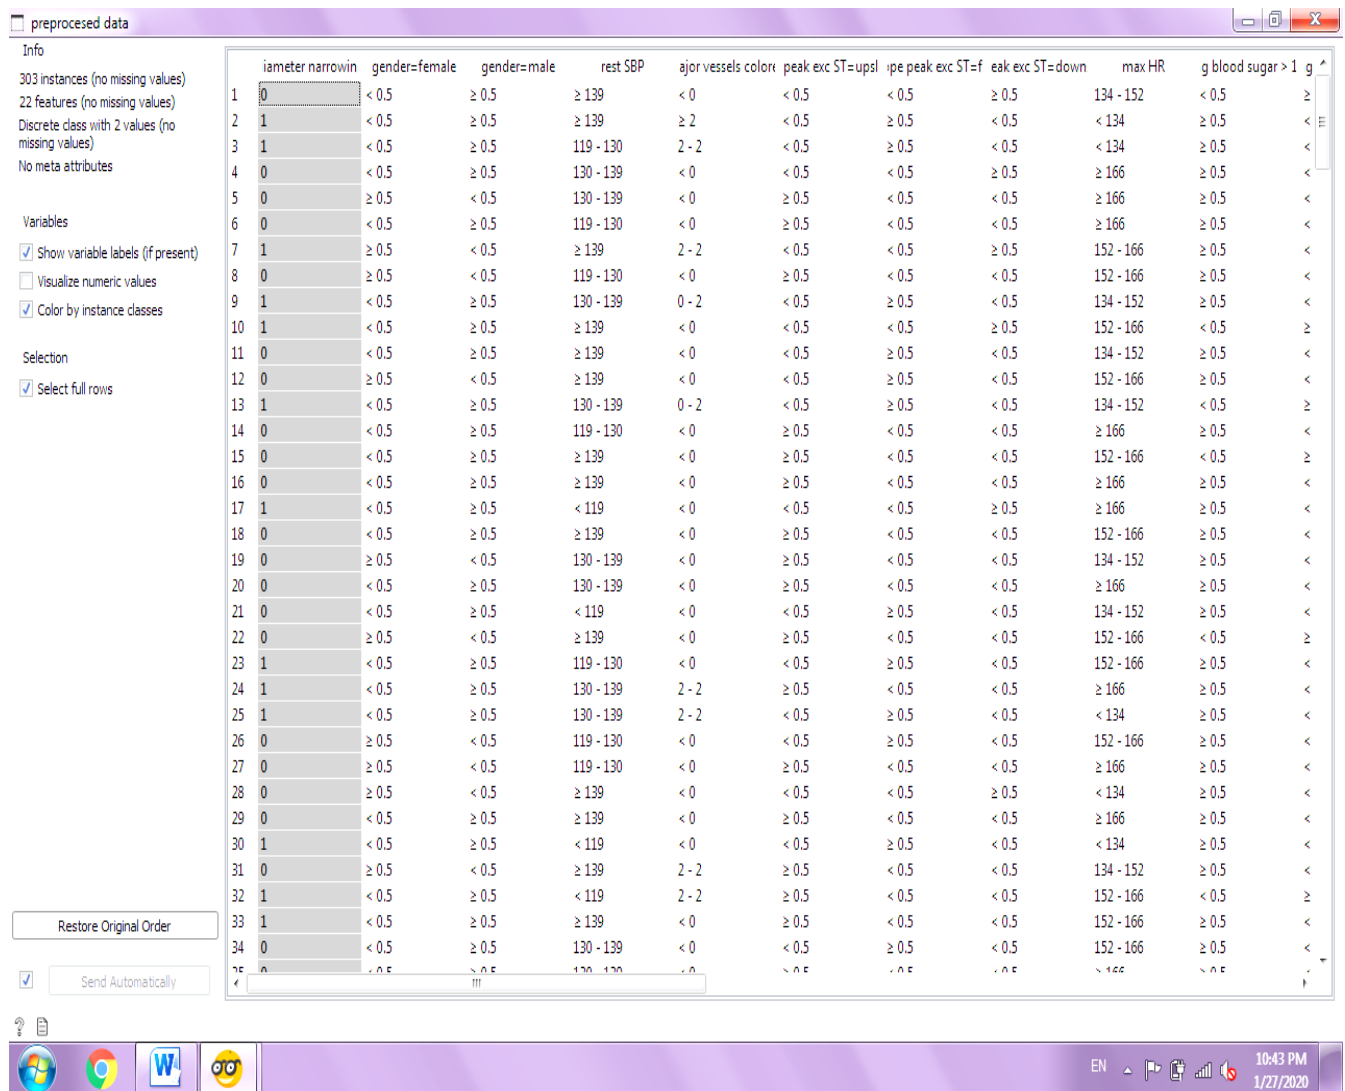 preprocesed data
Info
303 instances (no missing values)
22 features (no missing values)
Discrete class with 2 values (no
missing values)
No meta attributes
Variables
Show variable labels (if present)
Visualize numeric values
Color by instance classes
Selection
Select full rows
Restore Original Order
Send Automatically
iameter narrowin gender=female gender=male rest SBP ajor vessels colore peak exc ST=upsl ope peak exc ST=f eak exc ST=down max HR g blood sugar > 1 g
1 0 < 0.5 ≥ 0.5 ≥ 139 < 0 < 0.5 < 0.5 ≥ 0.5 134 - 152 < 0.5 ≥
2 1 < 0.5 ≥ 0.5 ≥ 139 ≥ 2 < 0.5 ≥ 0.5 < 0.5 < 134 ≥ 0.5 <
3 1 < 0.5 ≥ 0.5 119 - 130 2 - 2 < 0.5 ≥ 0.5 < 0.5 < 134 ≥ 0.5 <
4 0 < 0.5 ≥ 0.5 130 - 139 < 0 < 0.5 < 0.5 ≥ 0.5 ≥ 166 ≥ 0.5 <
5 0 ≥ 0.5 < 0.5 130 - 139 < 0 ≥ 0.5 < 0.5 < 0.5 ≥ 166 ≥ 0.5 <
6 0 < 0.5 ≥ 0.5 119 - 130 < 0 ≥ 0.5 < 0.5 < 0.5 ≥ 166 ≥ 0.5 <
7 1 ≥ 0.5 < 0.5 ≥ 139 2 - 2 < 0.5 < 0.5 ≥ 0.5 152 - 166 ≥ 0.5 <
8 0 ≥ 0.5 < 0.5 119 - 130 < 0 ≥ 0.5 < 0.5 < 0.5 152 - 166 ≥ 0.5 <
9 1 < 0.5 ≥ 0.5 130 - 139 0 - 2 < 0.5 ≥ 0.5 < 0.5 134 - 152 ≥ 0.5 <
10 1 < 0.5 ≥ 0.5 ≥ 139 < 0 < 0.5 < 0.5 ≥ 0.5 152 - 166 < 0.5 ≥
11 0 < 0.5 ≥ 0.5 ≥ 139 < 0 < 0.5 ≥ 0.5 < 0.5 134 - 152 ≥ 0.5 <
12 0 ≥ 0.5 < 0.5 ≥ 139 < 0 < 0.5 ≥ 0.5 < 0.5 152 - 166 ≥ 0.5 <
13 1 < 0.5 ≥ 0.5 130 - 139 0 - 2 < 0.5 ≥ 0.5 < 0.5 134 - 152 < 0.5 ≥
14 0 < 0.5 ≥ 0.5 119 - 130 < 0 ≥ 0.5 < 0.5 < 0.5 ≥ 166 ≥ 0.5 <
15 0 < 0.5 ≥ 0.5 ≥ 139 < 0 ≥ 0.5 < 0.5 < 0.5 152 - 166 < 0.5 ≥
16 0 < 0.5 ≥ 0.5 ≥ 139 < 0 ≥ 0.5 < 0.5 < 0.5 ≥ 166 ≥ 0.5 <
17 1 < 0.5 ≥ 0.5 < 119 < 0 < 0.5 < 0.5 ≥ 0.5 ≥ 166 ≥ 0.5 <
18 0 < 0.5 ≥ 0.5 ≥ 139 < 0 ≥ 0.5 < 0.5 < 0.5 152 - 166 ≥ 0.5 <
19 0 ≥ 0.5 < 0.5 130 - 139 < 0 ≥ 0.5 < 0.5 < 0.5 134 - 152 ≥ 0.5 <
20 0 < 0.5 ≥ 0.5 130 - 139 < 0 ≥ 0.5 < 0.5 < 0.5 ≥ 166 ≥ 0.5 <
21 0 < 0.5 ≥ 0.5 < 119 < 0 < 0.5 ≥ 0.5 < 0.5 134 - 152 ≥ 0.5 <
22 0 ≥ 0.5 < 0.5 ≥ 139 < 0 ≥ 0.5 < 0.5 < 0.5 152 - 166 < 0.5 ≥
23 1 < 0.5 ≥ 0.5 119 - 130 < 0 < 0.5 ≥ 0.5 < 0.5 152 - 166 ≥ 0.5 <
24 1 < 0.5 ≥ 0.5 130 - 139 2 - 2 ≥ 0.5 < 0.5 < 0.5 ≥ 166 ≥ 0.5 <
25 1 < 0.5 ≥ 0.5 130 - 139 2 - 2 < 0.5 ≥ 0.5 < 0.5 < 134 ≥ 0.5 <
26 0 ≥ 0.5 < 0.5 119 - 130 < 0 < 0.5 ≥ 0.5 < 0.5 152 - 166 ≥ 0.5 <
27 0 ≥ 0.5 < 0.5 119 - 130 < 0 ≥ 0.5 < 0.5 < 0.5 ≥ 166 ≥ 0.5 <
28 0 ≥ 0.5 < 0.5 ≥ 139 < 0 < 0.5 < 0.5 ≥ 0.5 < 134 ≥ 0.5 <
29 0 < 0.5 ≥ 0.5 ≥ 139 < 0 ≥ 0.5 < 0.5 < 0.5 ≥ 166 ≥ 0.5 <
30 1 < 0.5 ≥ 0.5 < 119 < 0 < 0.5 ≥ 0.5 < 0.5 < 134 ≥ 0.5 <
31 0 ≥ 0.5 < 0.5 ≥ 139 2 - 2 ≥ 0.5 < 0.5 < 0.5 134 - 152 ≥ 0.5 <
32 1 < 0.5 ≥ 0.5 < 119 2 - 2 ≥ 0.5 < 0.5 < 0.5 152 - 166 < 0.5 ≥
33 1 < 0.5 ≥ 0.5 ≥ 139 < 0 ≥ 0.5 < 0.5 < 0.5 152 - 166 ≥ 0.5 <
34 0 < 0.5 ≥ 0.5 130 - 139 < 0 < 0.5 ≥ 0.5 < 0.5 152 - 166 ≥ 0.5 <
EN
10:43 PM
1/27/2020